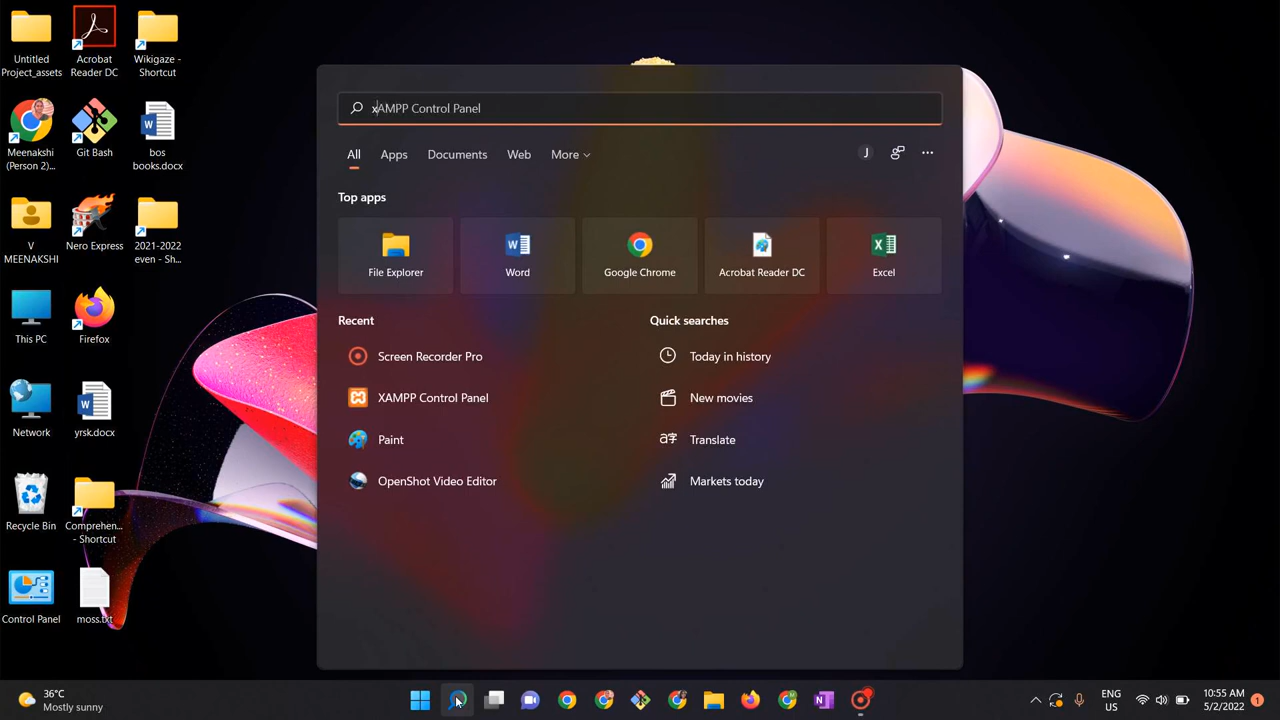 Untitled
Project_assets
Acrobat
Reader DC
Wikigaze -
Shortcut
Meenakshi
(Person 2)...
Git Bash
bos
books.docx
V
MEENAKSHI
Nero Express
2021-2022
even - Sh...
This PC
Firefox
Network
yrsk.docx
Recycle Bin
Comprehen...
- Shortcut
Control Panel
moss.txt
xAMPP Control Panel
All Apps Documents Web More
J
Top apps
File Explorer
Word
Google Chrome
Acrobat Reader DC
Excel
Recent
Screen Recorder Pro
XAMPP Control Panel
Paint
OpenShot Video Editor
Quick searches
Today in history
New movies
Translate
Markets today
36°C
Mostly sunny
ENG
US
10:55 AM
5/2/2022
1